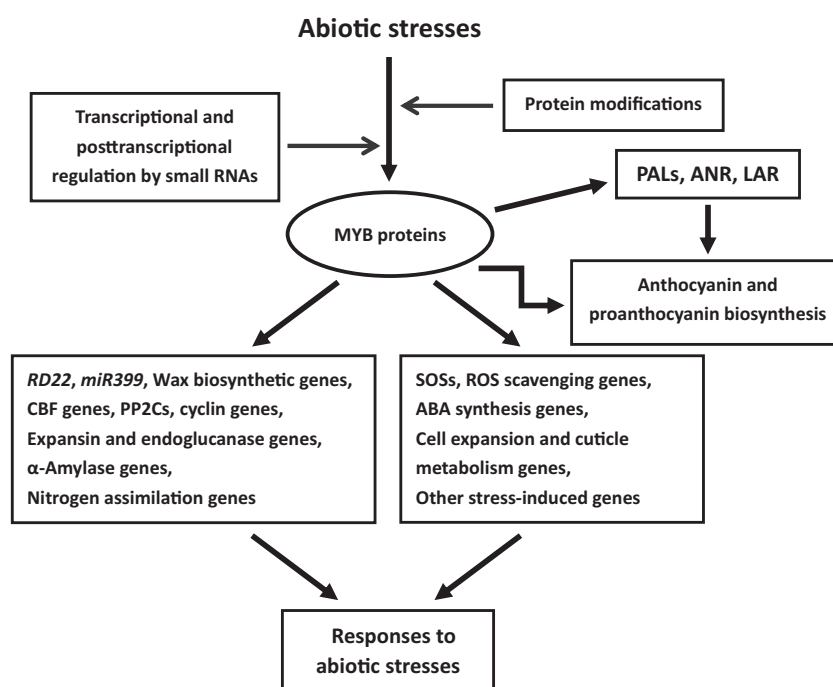 Abiotic stresses
Transcriptional and
posttranscriptional
regulation by small RNAs
Protein modifications
PALs, ANR, LAR
MYB proteins
Anthocyanin and
proanthocyanin biosynthesis
RD22, miR399, Wax biosynthetic genes,
CBF genes, PP2Cs, cyclin genes,
Expansin and endoglucanase genes,
α-Amylase genes,
Nitrogen assimilation genes
SOSs, ROS scavenging genes,
ABA synthesis genes,
Cell expansion and cuticle
metabolism genes,
Other stress-induced genes
Responses to
abiotic stresses